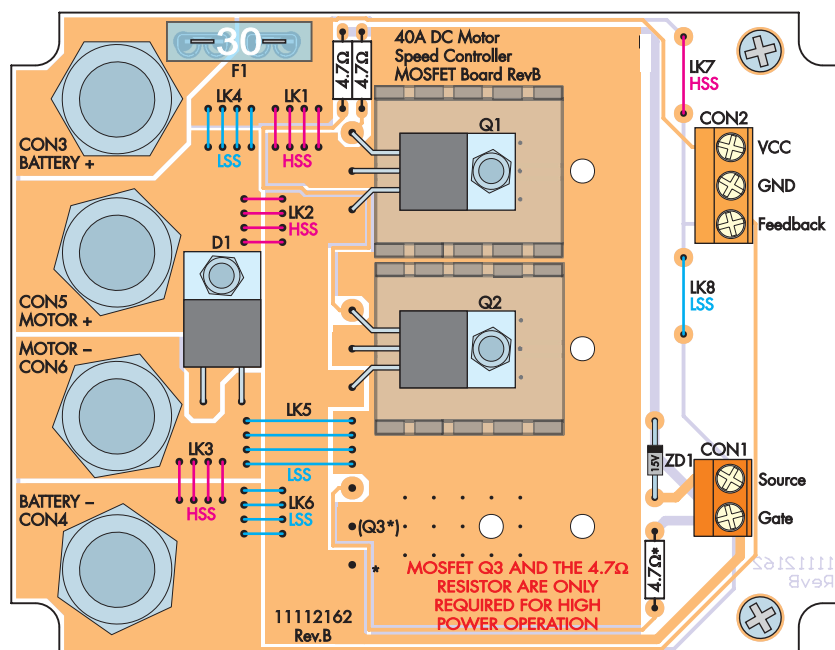 30
F1
4.7Ω
4.7Ω
40A DC Motor
Speed Controller
MOSFET Board RevB
LK7
HSS
LK4
LSS
LK1
HSS
CON3
BATTERY +
Q1
CON2
VCC
GND
Feedback
LK2
HSS
D1
CON5
MOTOR +
Q2
LK8
LSS
MOTOR –
CON6
LK5
LSS
LK3
HSS
15V
ZD1
CON1
Source
Gate
BATTERY –
CON4
LK6
LSS
(Q3*)
*
4.7Ω*
MOSFET Q3 AND THE 4.7Ω
RESISTOR ARE ONLY
REQUIRED FOR HIGH
POWER OPERATION
11112162
Rev.B
11112162
RevB